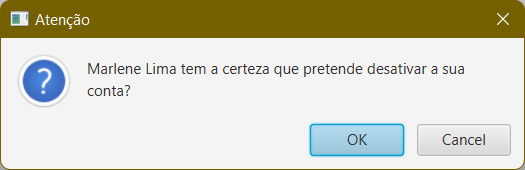 Atenção
Marlene Lima tem a certeza que pretende desativar a sua
conta?
OK
Cancel